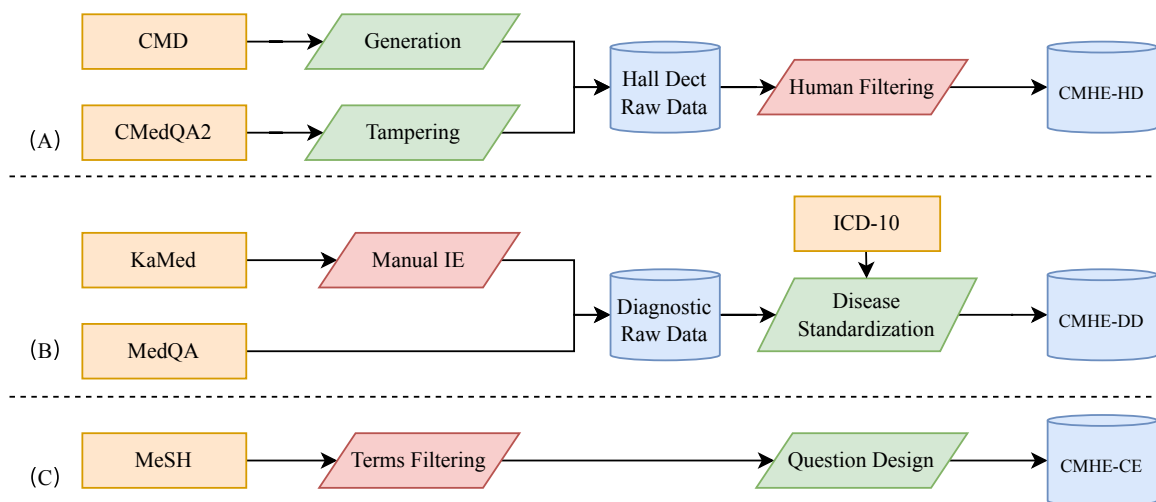 CMD
Generation
Hall Dect
Raw Data
Human Filtering
CMHE-HD
(A)
CMedQA2
Tampering
ICD-10
KaMed
Manual IE
Diagnostic
Raw Data
Disease
Standardization
CMHE-DD
(B)
MedQA
(C)
MeSH
Terms Filtering
Question Design
CMHE-CE